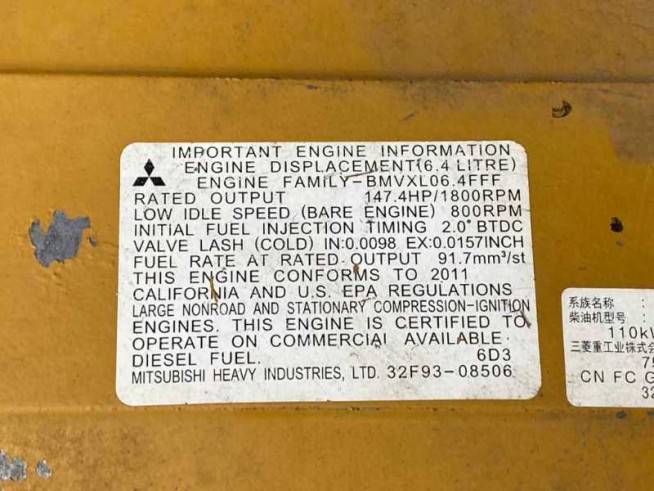 IMPORTANT ENGINE INFORMATION
ENGINE DISPLACEMENT(6.4 LITRE)
ENGINE FAMILY-BMVXL06.4FFF
RATED OUTPUT 147.4HP/1800RPM
LOW IDLE SPEED (BARE ENGINE) 800RPM
INITIAL FUEL INJECTION TIMING 2.0° BTDC
VALVE LASH (COLD) IN:0.0098 EX:0.0157INCH
FUEL RATE AT RATED OUTPUT 91.7mm³/st
THIS ENGINE CONFORMS TO 2011
CALIFORNIA AND U.S. EPA REGULATIONS
LARGE NONROAD AND STATIONARY COMPRESSION-IGNITION
ENGINES. THIS ENGINE IS CERTIFIED TO
OPERATE ON COMMERCIAl AVAILABLE
DIESEL FUEL. 6D3
MITSUBISHI HEAVY INDUSTRIES, LTD. 32F93-08506
系族名称 :
柴油机型号 :
110kW
三菱重工业株式会
75
CN FC G
32